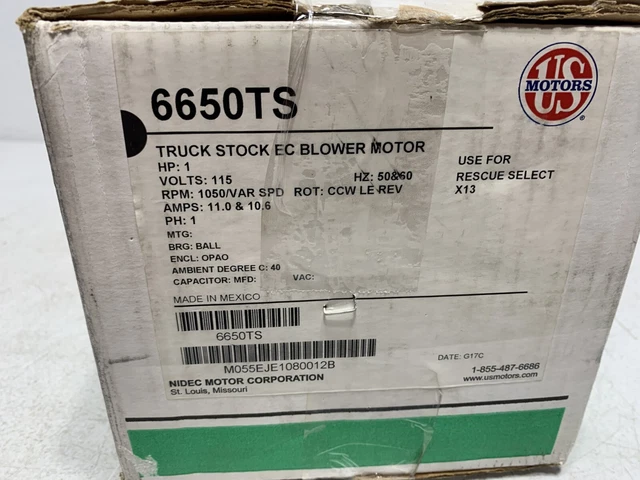 6650TS
US
MOTORS
®
TRUCK STOCK EC BLOWER MOTOR
HP: 1
VOLTS: 115 HZ: 50&60
RPM: 1050/VAR SPD ROT: CCW LE REV
AMPS: 11.0 & 10.6
PH: 1
MTG:
BRG: BALL
ENCL: OPAO
AMBIENT DEGREE C: 40
CAPACITOR: MFD: VAC:
USE FOR
RESCUE SELECT
X13
MADE IN MEXICO
6650TS
M055EJE1080012B
NIDEC MOTOR CORPORATION
St. Louis, Missouri
DATE: G17C
1-855-487-6686
www.usmotors.com